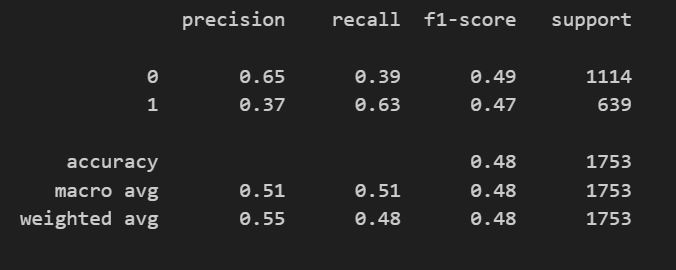 precision recall f1-score support
0 0.65 0.39 0.49 1114
1 0.37 0.63 0.47 639
accuracy 0.48 1753
macro avg 0.51 0.51 0.48 1753
weighted avg 0.55 0.48 0.48 1753